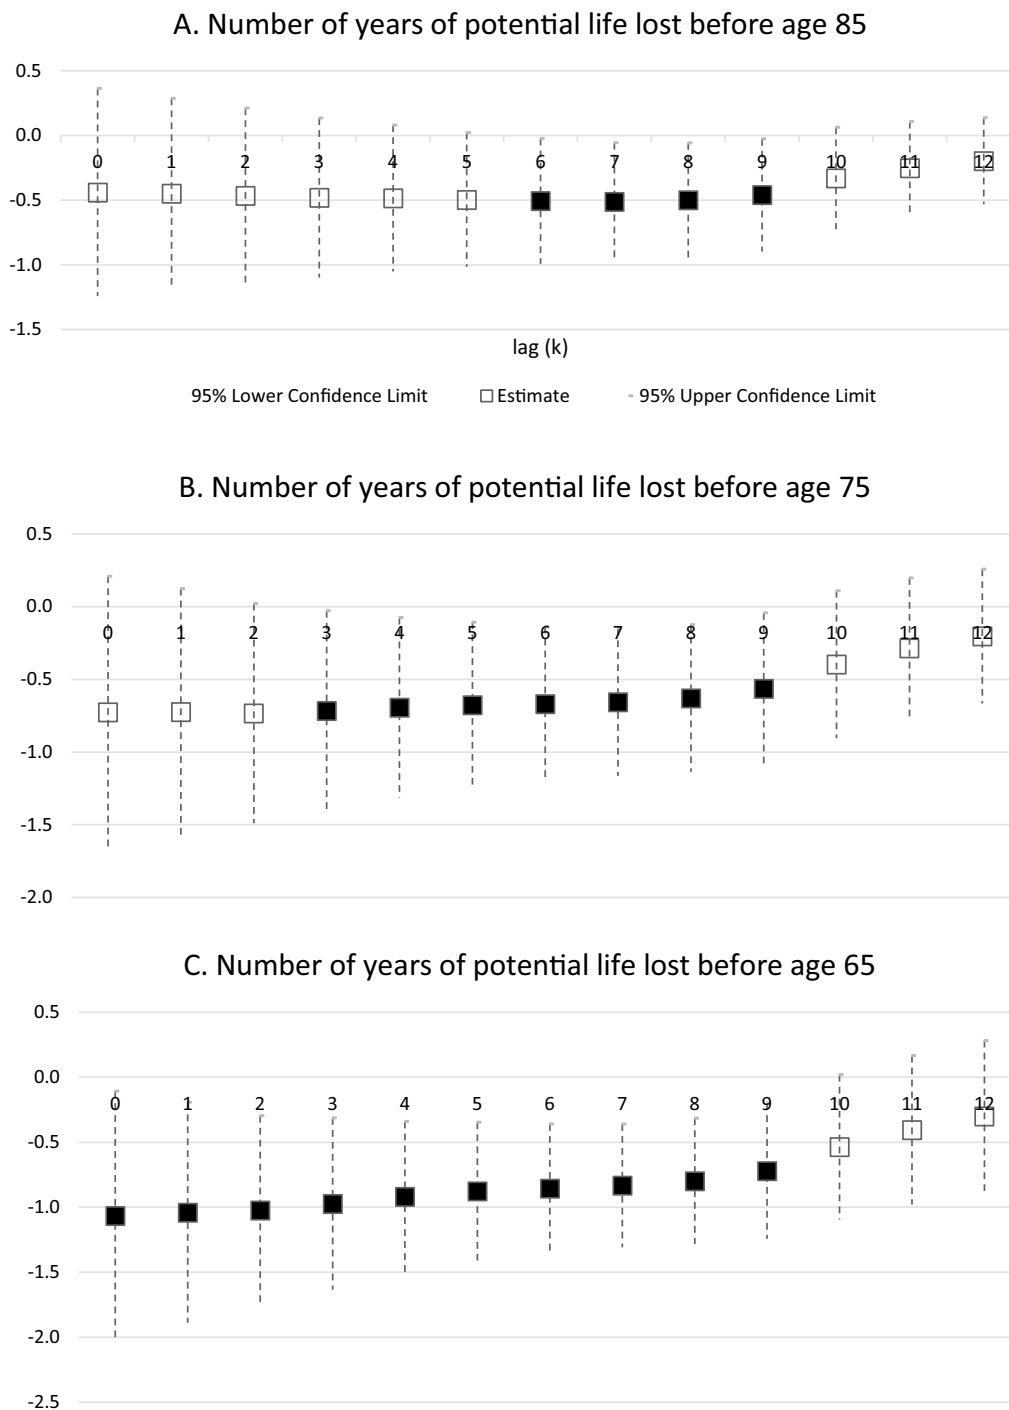 A. Number of years of potential life lost before age 85
0.5
0.0
0 1 2 3 4 5 6 7 8 9 10 11 12
-0.5
-1.0
-1.5
lag (k)
95% Lower Confidence Limit Estimate 95% Upper Confidence Limit
B. Number of years of potential life lost before age 75
0.5
0.0
0 1 2 3 4 5 6 7 8 9 10 11 12
-0.5
-1.0
-1.5
-2.0
C. Number of years of potential life lost before age 65
0.5
0.0
0 1 2 3 4 5 6 7 8 9 10 11 12
-0.5
-1.0
-1.5
-2.0
-2.5